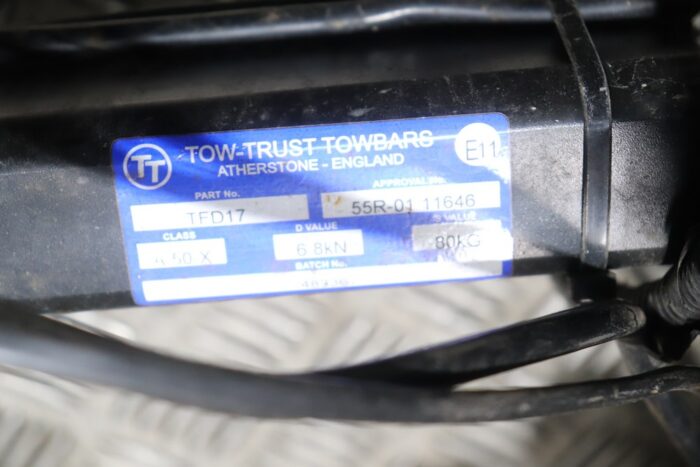 TT TOW-TRUST TOWBARS E11
ATHERSTONE - ENGLAND
PART No. APPROVAL No.
TFD17 55R-01 11646
CLASS D VALUE S VALUE
A 50 X 6.8kN 80KG
BATCH No.